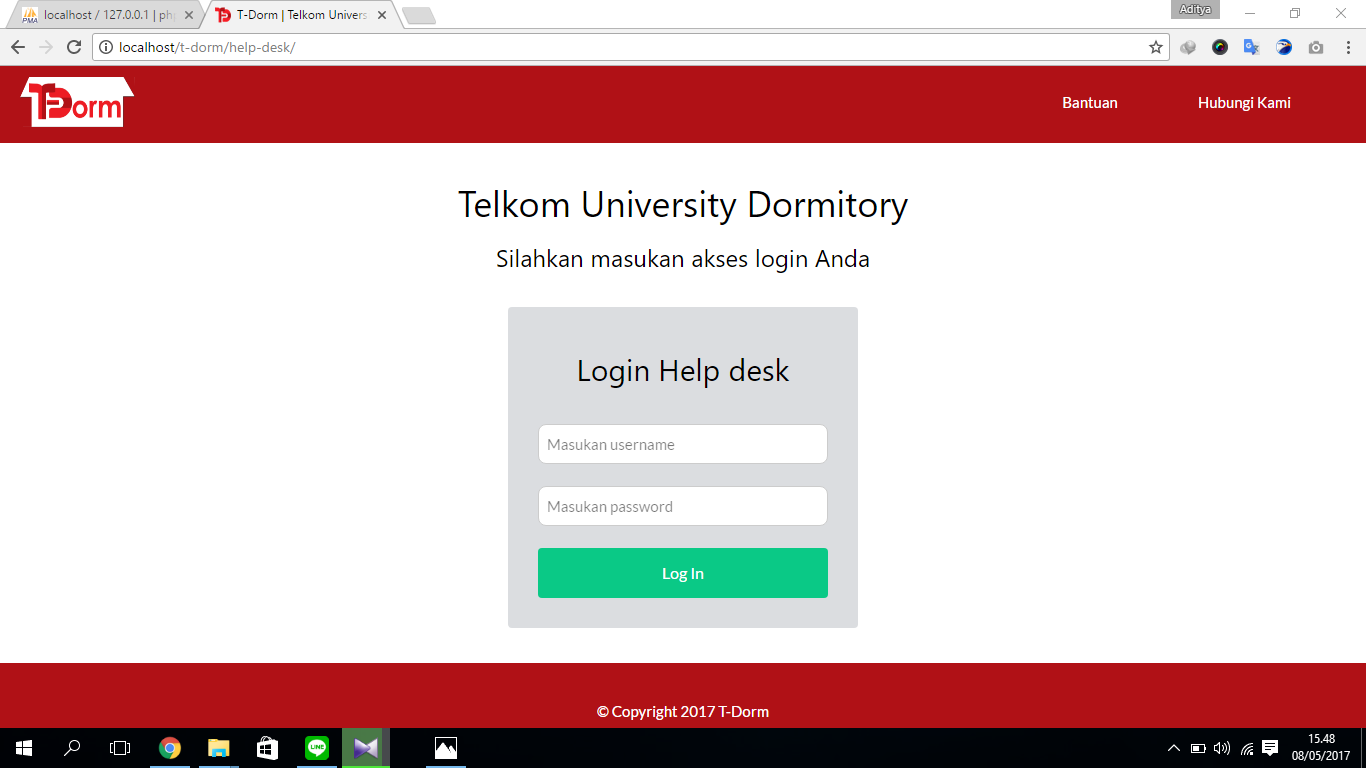 localhost / 127.0.0.1 | ph
T-Dorm | Telkom Univers
Aditya
localhost/t-dorm/help-desk/
T-Dorm
Bantuan
Hubungi Kami
Telkom University Dormitory
Silahkan masukan akses login Anda
Login Help desk
Masukan username
Masukan password
Log In
© Copyright 2017 T-Dorm
LINE
15.48
08/05/2017